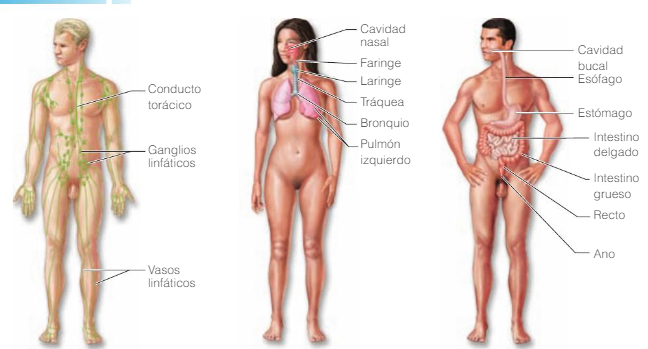 Conducto
torácico
Ganglios
linfáticos
Vasos
linfáticos
Cavidad
nasal
Faringe
Laringe
Tráquea
Bronquio
Pulmón
izquierdo
Cavidad
bucal
Esófago
Estómago
Intestino
delgado
Intestino
grueso
Recto
Ano